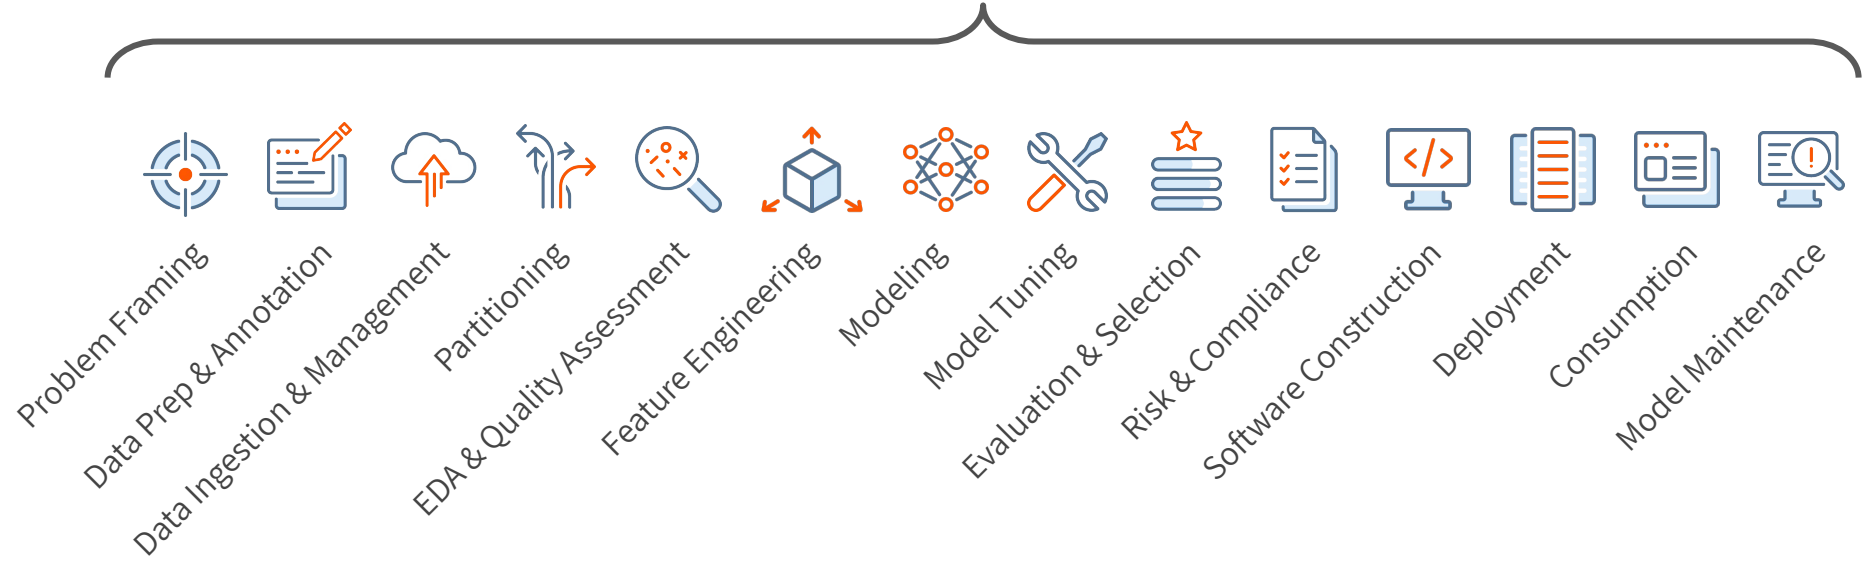 Problem Framing
Data Prep & Annotation
Data Ingestion & Management
Partitioning
EDA & Quality Assessment
Feature Engineering
Modeling
Model Tuning
Evaluation & Selection
Risk & Compliance
Software Construction
Deployment
Consumption
Model Maintenance